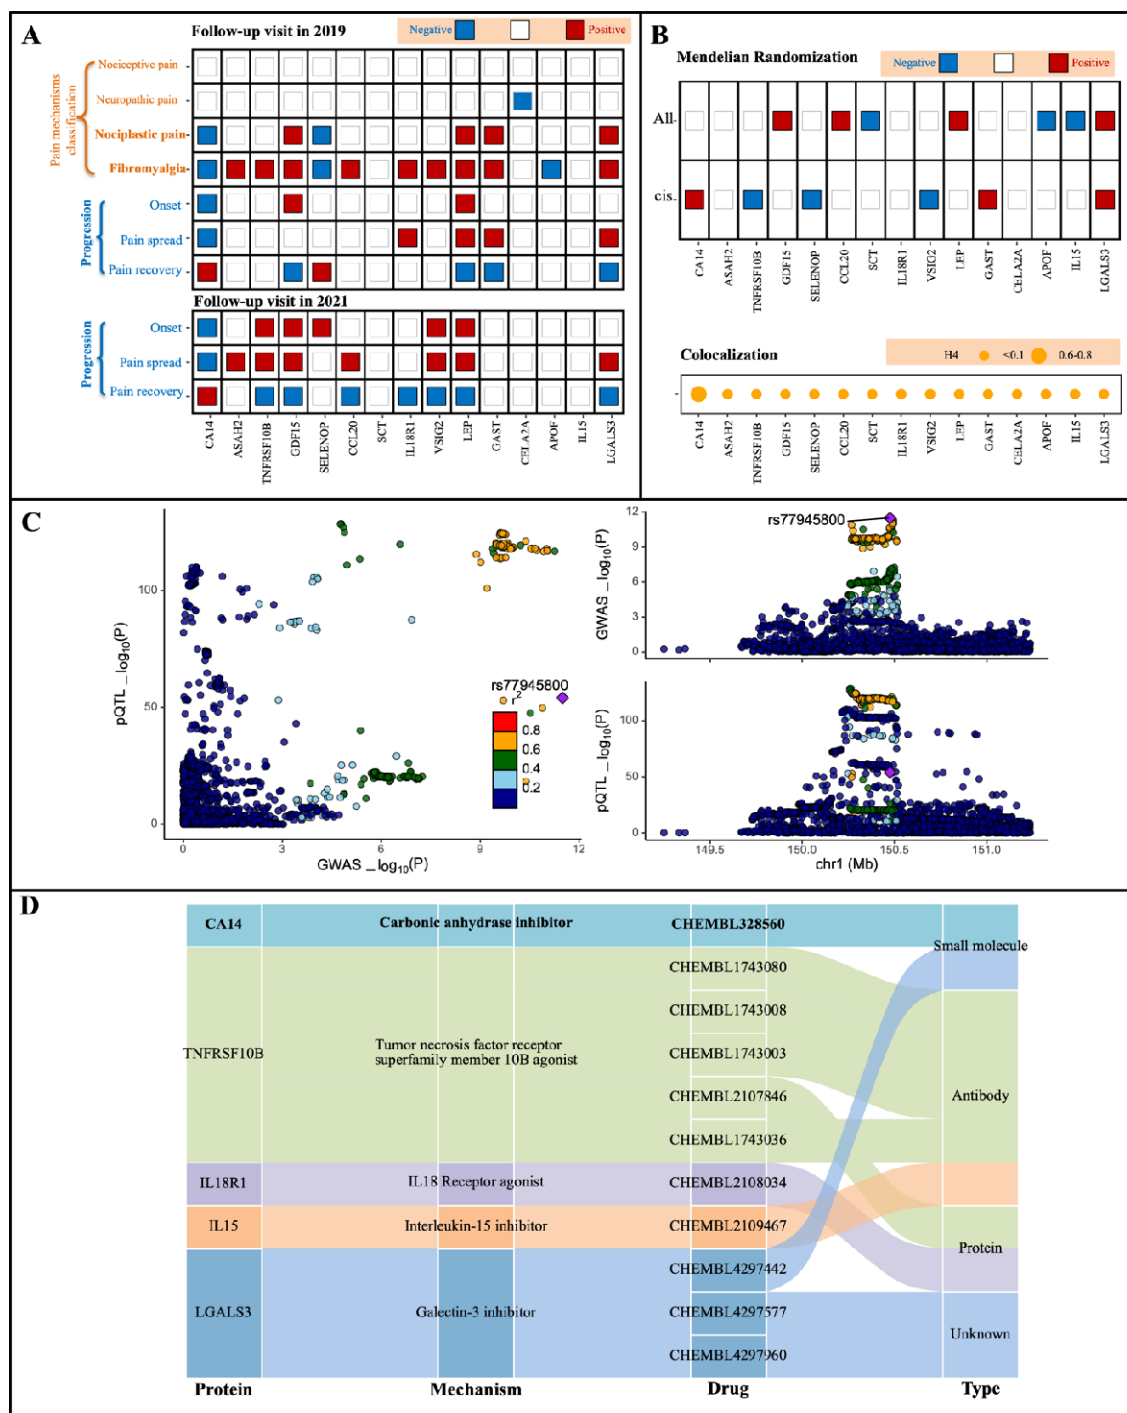 A
Follow-up visit in 2019
Negative
Positive
Pain mechanisms
classification
Nociceptive pain
Neuropathic pain
Nociplastic pain
Fibromyalgia
Progression
Onset
Pain spread
Pain recovery
Follow-up visit in 2021
Progression
Onset
Pain spread
Pain recovery
CA14
ASAH2
TNFRSF10B
GDF15
SELENOP
CCL20
SCT
IL18R1
VSIG2
LEP
GAST
CELA2A
APOF
IL15
LGALS3
B
Mendelian Randomization
Negative
Positive
All
cis
CA14
ASAH2
TNFRSF10B
GDF15
SELENOP
CCL20
SCT
IL18R1
VSIG2
LEP
GAST
CELA2A
APOF
IL15
LGALS3
Colocalization
H4
<0.1
0.6-0.8
CA14
ASAH2
TNFRSF10B
GDF15
SELENOP
CCL20
SCT
IL18R1
VSIG2
LEP
GAST
CELA2A
APOF
IL15
LGALS3
C
pQTL –log10(P)
100
50
0
0
3
6
9
12
GWAS –log10(P)
rs77945800
r2
0.8
0.6
0.4
0.2
rs77945800
GWAS –log10(P)
12
9
6
3
0
pQTL –log10(P)
100
50
0
149.5
150.0
150.5
151.0
chr1 (Mb)
D
CA14
Carbonic anhydrase inhibitor
CHEMBL328560
Small molecule
CHEMBL1743080
CHEMBL1743008
TNFRSF10B
Tumor necrosis factor receptor
superfamily member 10B agonist
CHEMBL1743003
CHEMBL2107846
Antibody
CHEMBL1743036
IL18R1
IL18 Receptor agonist
CHEMBL2108034
IL15
Interleukin-15 inhibitor
CHEMBL2109467
Protein
CHEMBL4297442
LGALS3
Galectin-3 inhibitor
CHEMBL4297577
Unknown
CHEMBL4297960
Protein
Mechanism
Drug
Type